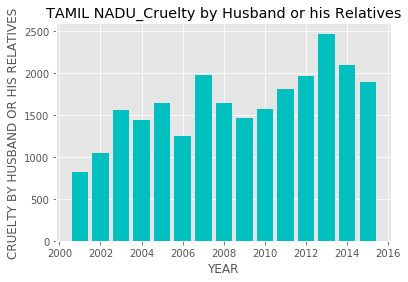 TAMIL NADU_Cruelty by Husband or his Relatives
CRUELTY BY HUSBAND OR HIS RELATIVES
2500
2000
1500
1000
500
0
2000 2002 2004 2006 2008 2010 2012 2014 2016
YEAR